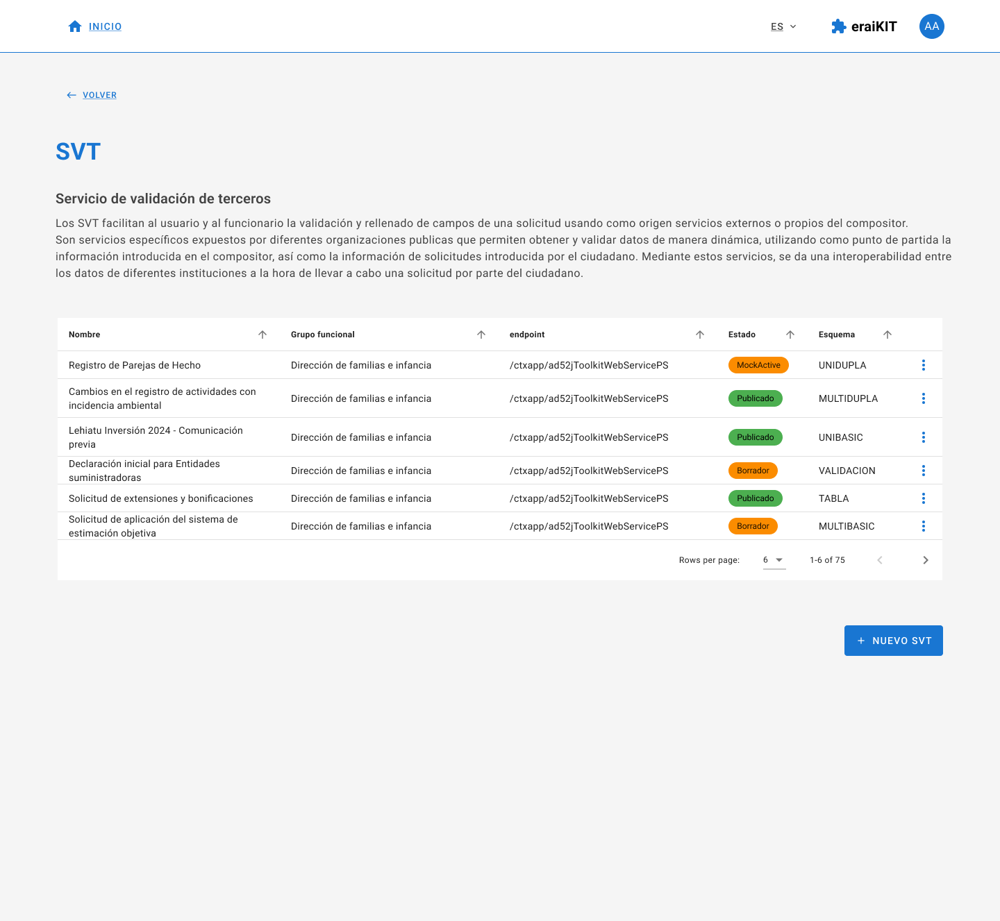 INICIO
ES
eraiKIT
AA
VOLVER
SVT
Servicio de validación de terceros
Los SVT facilitan al usuario y al funcionario la validación y rellenado de campos de una solicitud usando como origen servicios externos o propios del compositor.
Son servicios específicos expuestos por diferentes organizaciones publicas que permiten obtener y validar datos de manera dinámica, utilizando como punto de partida la
información introducida en el compositor, así como la información de solicitudes introducida por el ciudadano. Mediante estos servicios, se da una interoperabilidad entre
los datos de diferentes instituciones a la hora de llevar a cabo una solicitud por parte del ciudadano.
Nombre Grupo funcional endpoint Estado Esquema
Registro de Parejas de Hecho Dirección de familias e infancia /ctxapp/ad52jToolkitWebServicePS MockActive UNIDUPLA
Cambios en el registro de actividades con
incidencia ambiental Dirección de familias e infancia /ctxapp/ad52jToolkitWebServicePS Publicado MULTIDUPLA
Lehiatu Inversión 2024 - Comunicación
previa Dirección de familias e infancia /ctxapp/ad52jToolkitWebServicePS Publicado UNIBASIC
Declaración inicial para Entidades
suministradoras Dirección de familias e infancia /ctxapp/ad52jToolkitWebServicePS Borrador VALIDACION
Solicitud de extensiones y bonificaciones Dirección de familias e infancia /ctxapp/ad52jToolkitWebServicePS Publicado TABLA
Solicitud de aplicación del sistema de
estimación objetiva Dirección de familias e infancia /ctxapp/ad52jToolkitWebServicePS Borrador MULTIBASIC
Rows per page: 6 1-6 of 75
+ NUEVO SVT